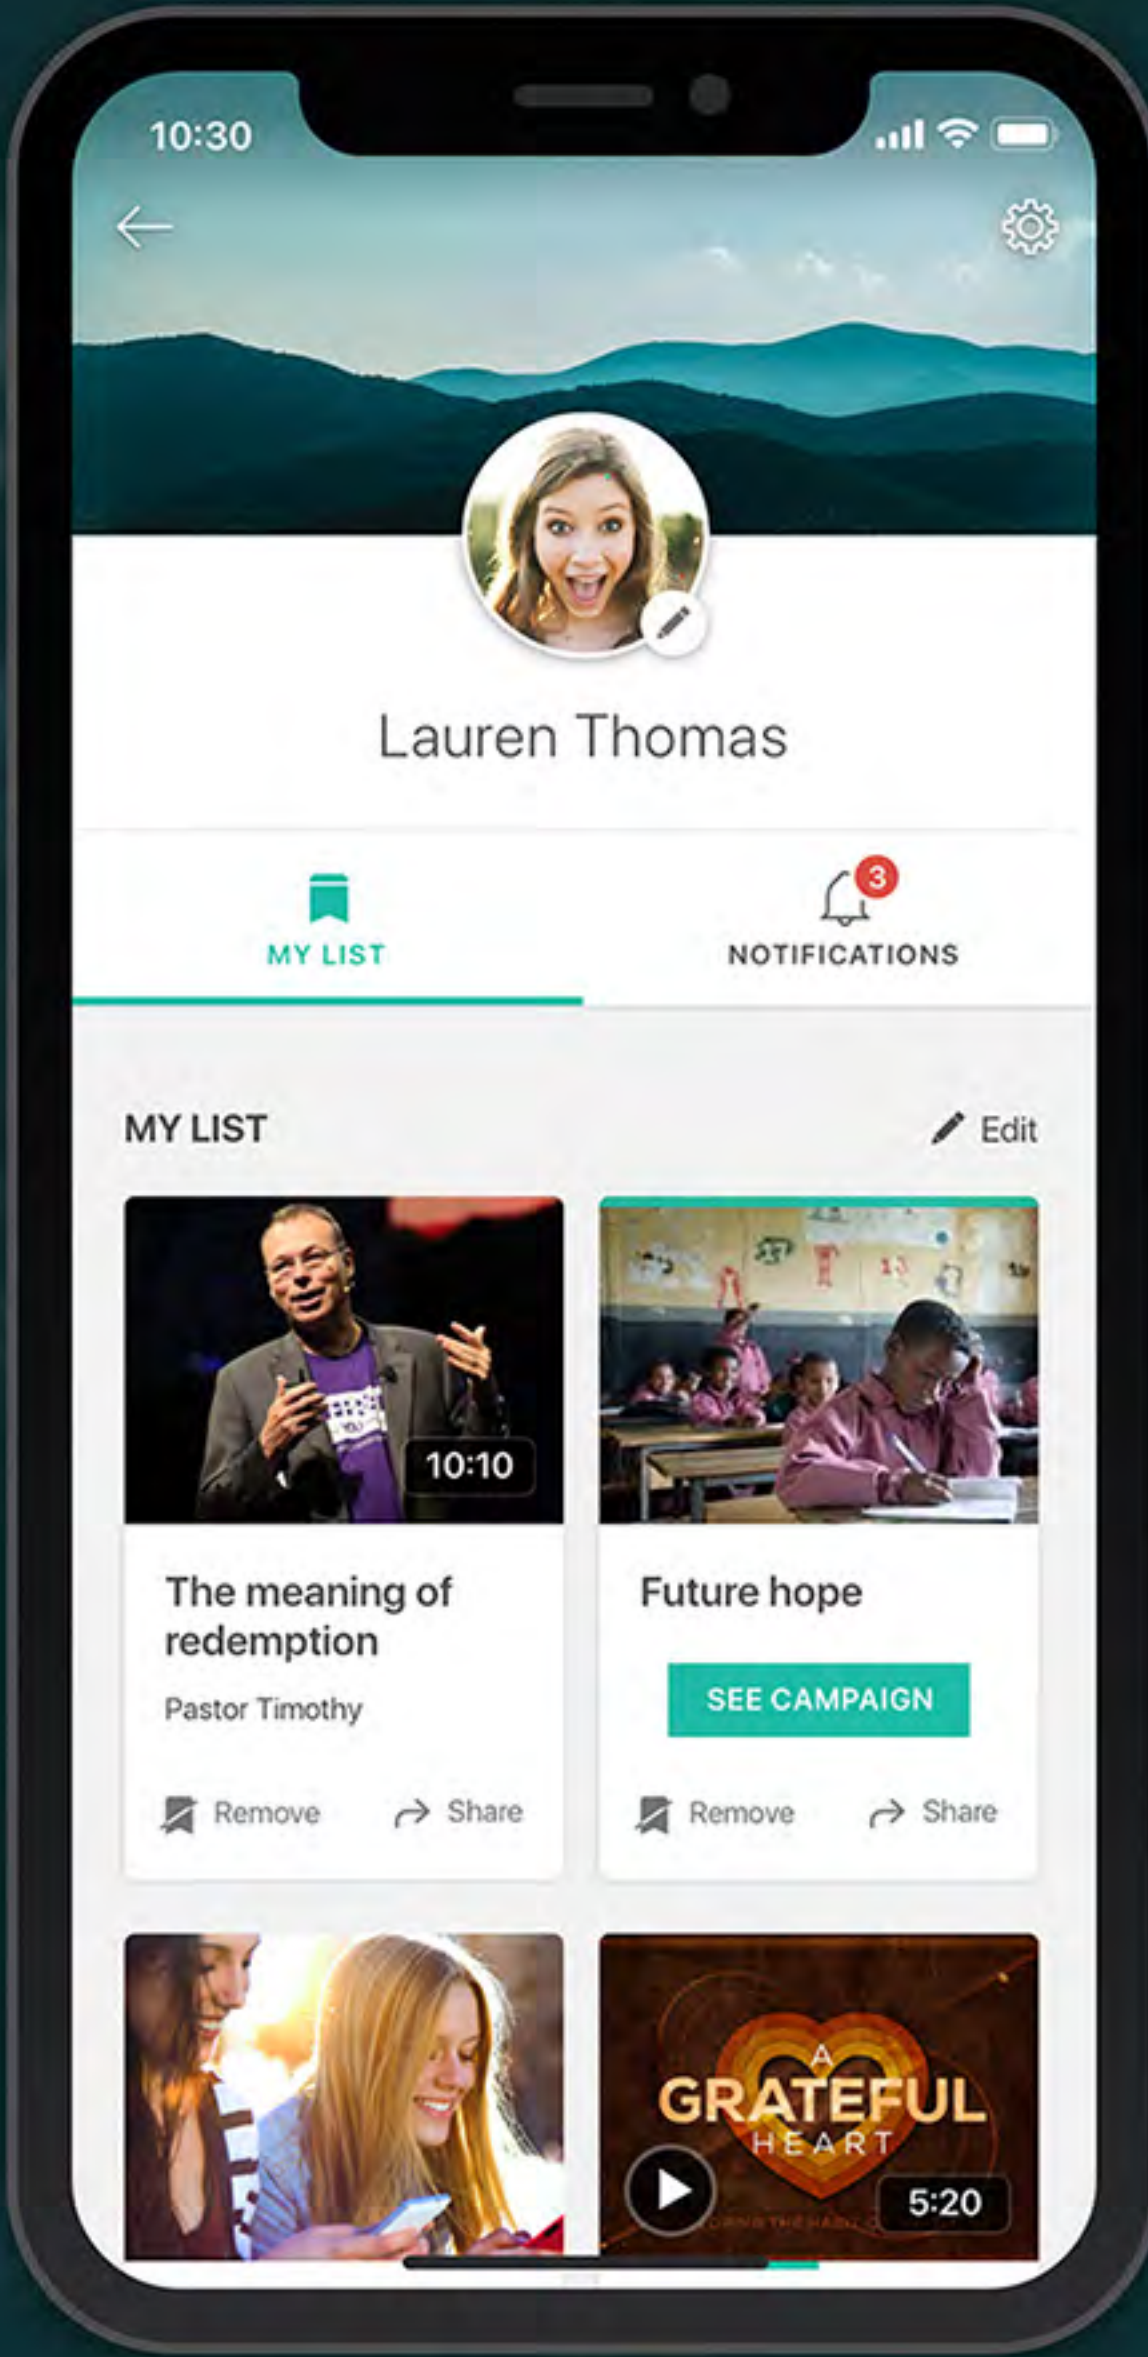 10:30
Lauren Thomas
3
MY LIST
NOTIFICATIONS
MY LIST
Edit
10:10
The meaning of
redemption
Pastor Timothy
Remove
Share
Future hope
SEE CAMPAIGN
Remove
Share
A
GRATEFUL
HEART
5:20